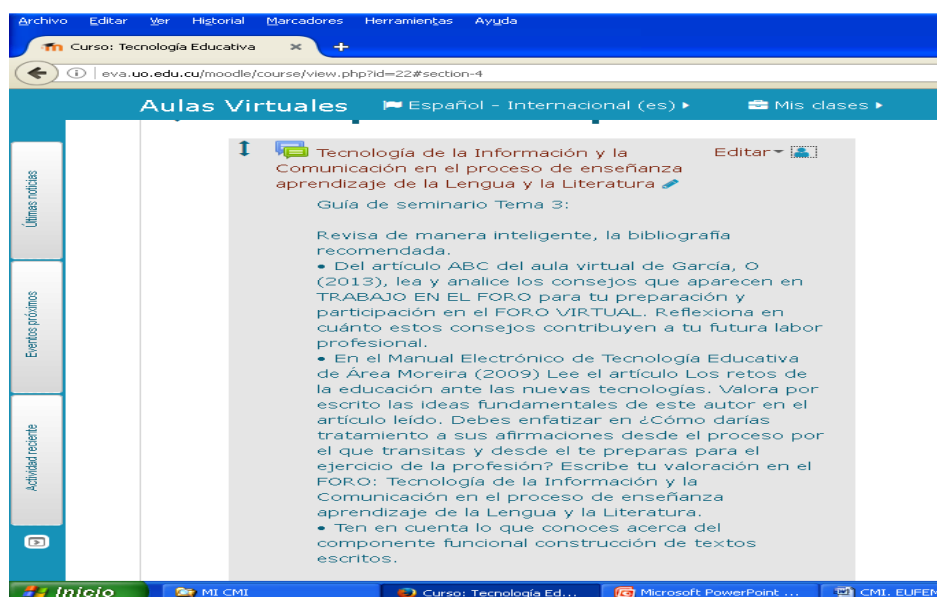 Archivo Editar Ver Historial Marcadores Herramientas Ayuda
Curso: Tecnología Educativa
eva.uo.edu.cu/moodle/course/view.php?id=22#section-4
Aulas Virtuales Español - Internacional (es) Mis clases
Tecnología de la Información y la Editar
Comunicación en el proceso de enseñanza
aprendizaje de la Lengua y la Literatura
Guía de seminario Tema 3:
Revisa de manera inteligente, la bibliografía
recomendada.
• Del artículo ABC del aula virtual de García, O
(2013), lea y analice los consejos que aparecen en
TRABAJO EN EL FORO para tu preparación y
participación en el FORO VIRTUAL. Reflexiona en
cuánto estos consejos contribuyen a tu futura labor
profesional.
• En el Manual Electrónico de Tecnología Educativa
de Área Moreira (2009) Lee el artículo Los retos de
la educación ante las nuevas tecnologías. Valora por
escrito las ideas fundamentales de este autor en el
artículo leído. Debes enfatizar en ¿Cómo darías
tratamiento a sus afirmaciones desde el proceso por
el que transitas y desde el te preparas para el
ejercicio de la profesión? Escribe tu valoración en el
FORO: Tecnología de la Información y la
Comunicación en el proceso de enseñanza
aprendizaje de la Lengua y la Literatura.
• Ten en cuenta lo que conoces acerca del
componente funcional construcción de textos
escritos.
Últimas noticias
Eventos próximos
Actividad reciente
Inicio MI CMI Curso: Tecnología Ed... Microsoft PowerPoint ... CMI. EUFEM